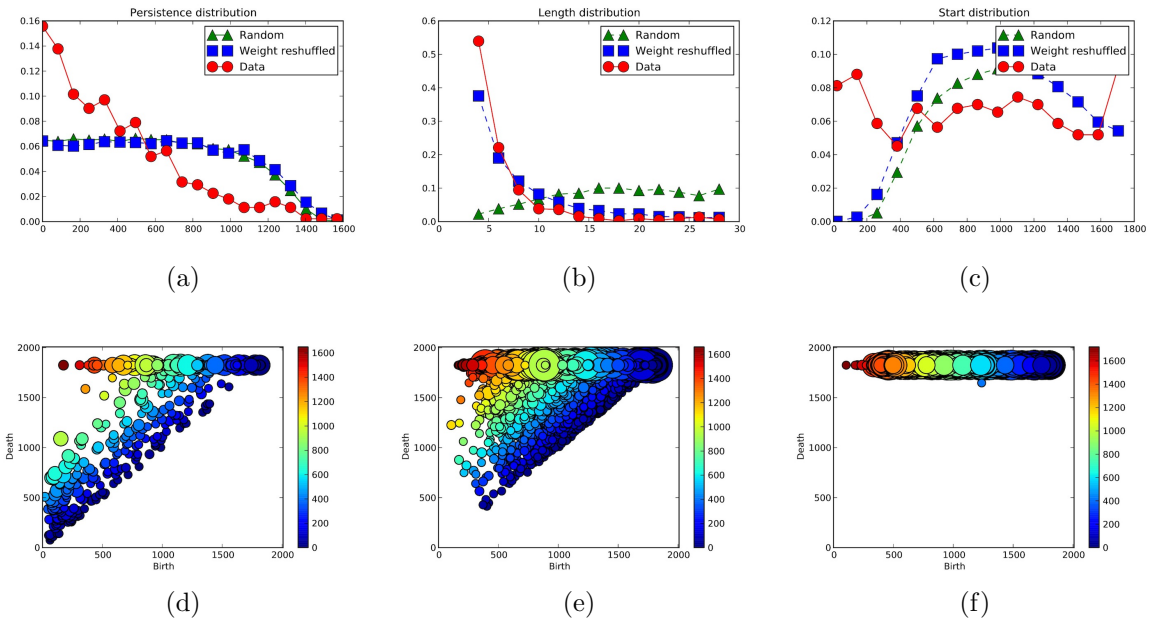 Persistence distribution
0.16
0.14
0.12
0.10
0.08
0.06
0.04
0.02
0.00
0 200 400 600 800 1000 1200 1400 1600
Random
Weight reshuffled
Data
(a)
Length distribution
0.6
0.5
0.4
0.3
0.2
0.1
0.0
0 5 10 15 20 25 30
Random
Weight reshuffled
Data
(b)
Start distribution
0.12
0.10
0.08
0.06
0.04
0.02
0.00
0 200 400 600 800 1000 1200 1400 1600 1800
Random
Weight reshuffled
Data
(c)
2000
1500
1000
500
0
Death
0 500 1000 1500 2000
Birth
1600
1400
1200
1000
800
600
400
200
0
(d)
2000
1500
1000
500
0
Death
0 500 1000 1500 2000
Birth
1600
1400
1200
1000
800
600
400
200
0
(e)
2000
1500
1000
500
0
Death
0 500 1000 1500 2000
Birth
1600
1400
1200
1000
800
600
400
200
0
(f)